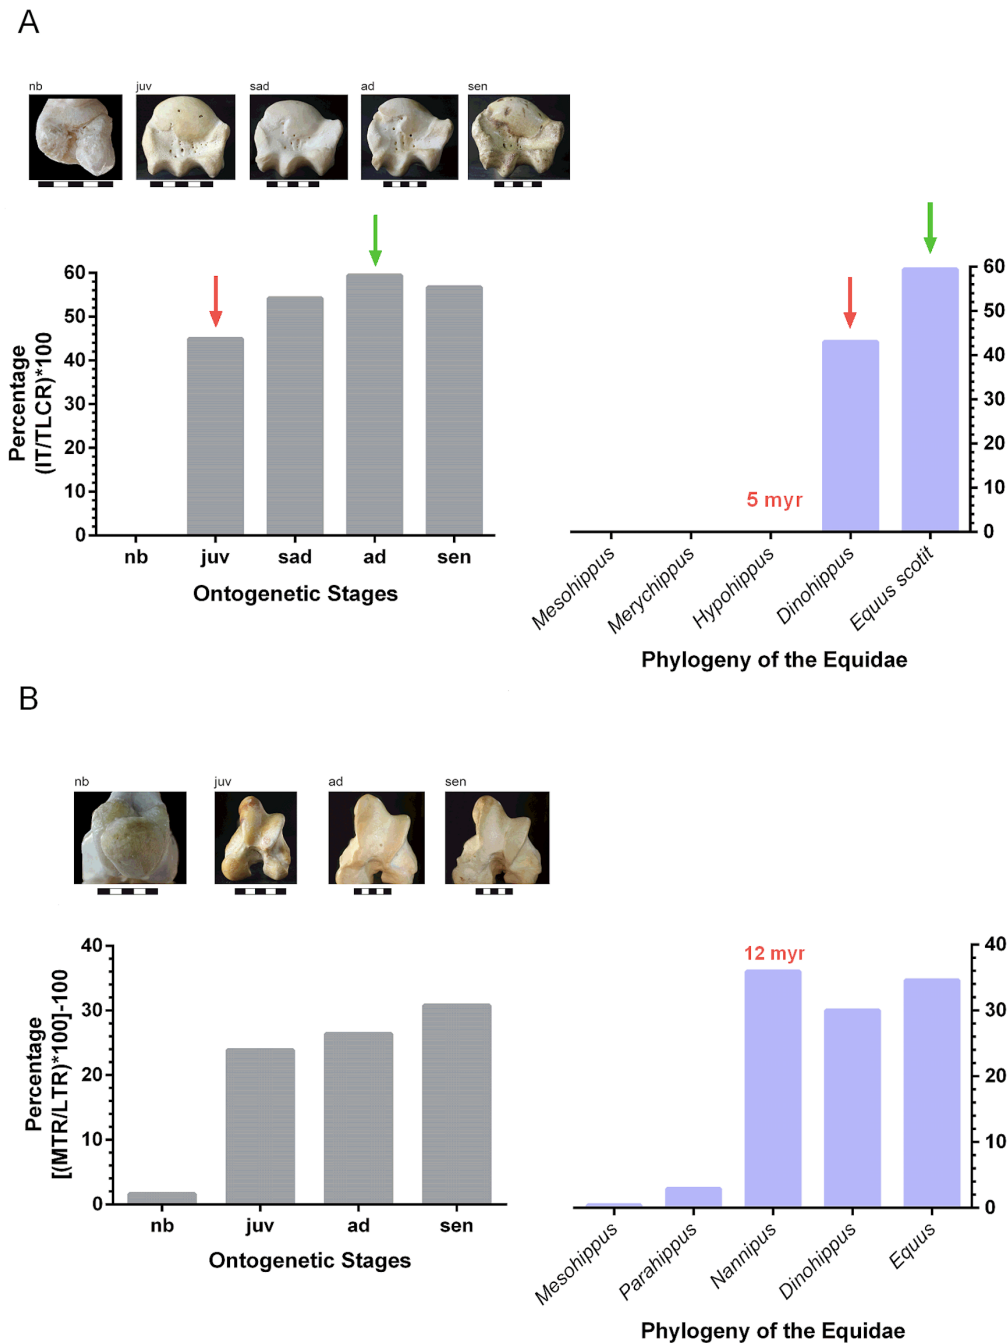 A
nb juv sad ad sen
60
50
40
30
20
10
0
Percentage
(IT/TLCR)*100
nb juv sad ad sen
Ontogenetic Stages
60
50
40
30
20
10
0
5 myr
Mesohippus
Merychippus
Hypohippus
Dinohippus
Equus scotit
Phylogeny of the Equidae
B
nb juv ad sen
40
30
20
10
0
Percentage
[(MTR/LTR)*100]-100
nb juv ad sen
Ontogenetic Stages
12 myr
40
30
20
10
0
Mesohippus
Parahippus
Nannipus
Dinohippus
Equus
Phylogeny of the Equidae